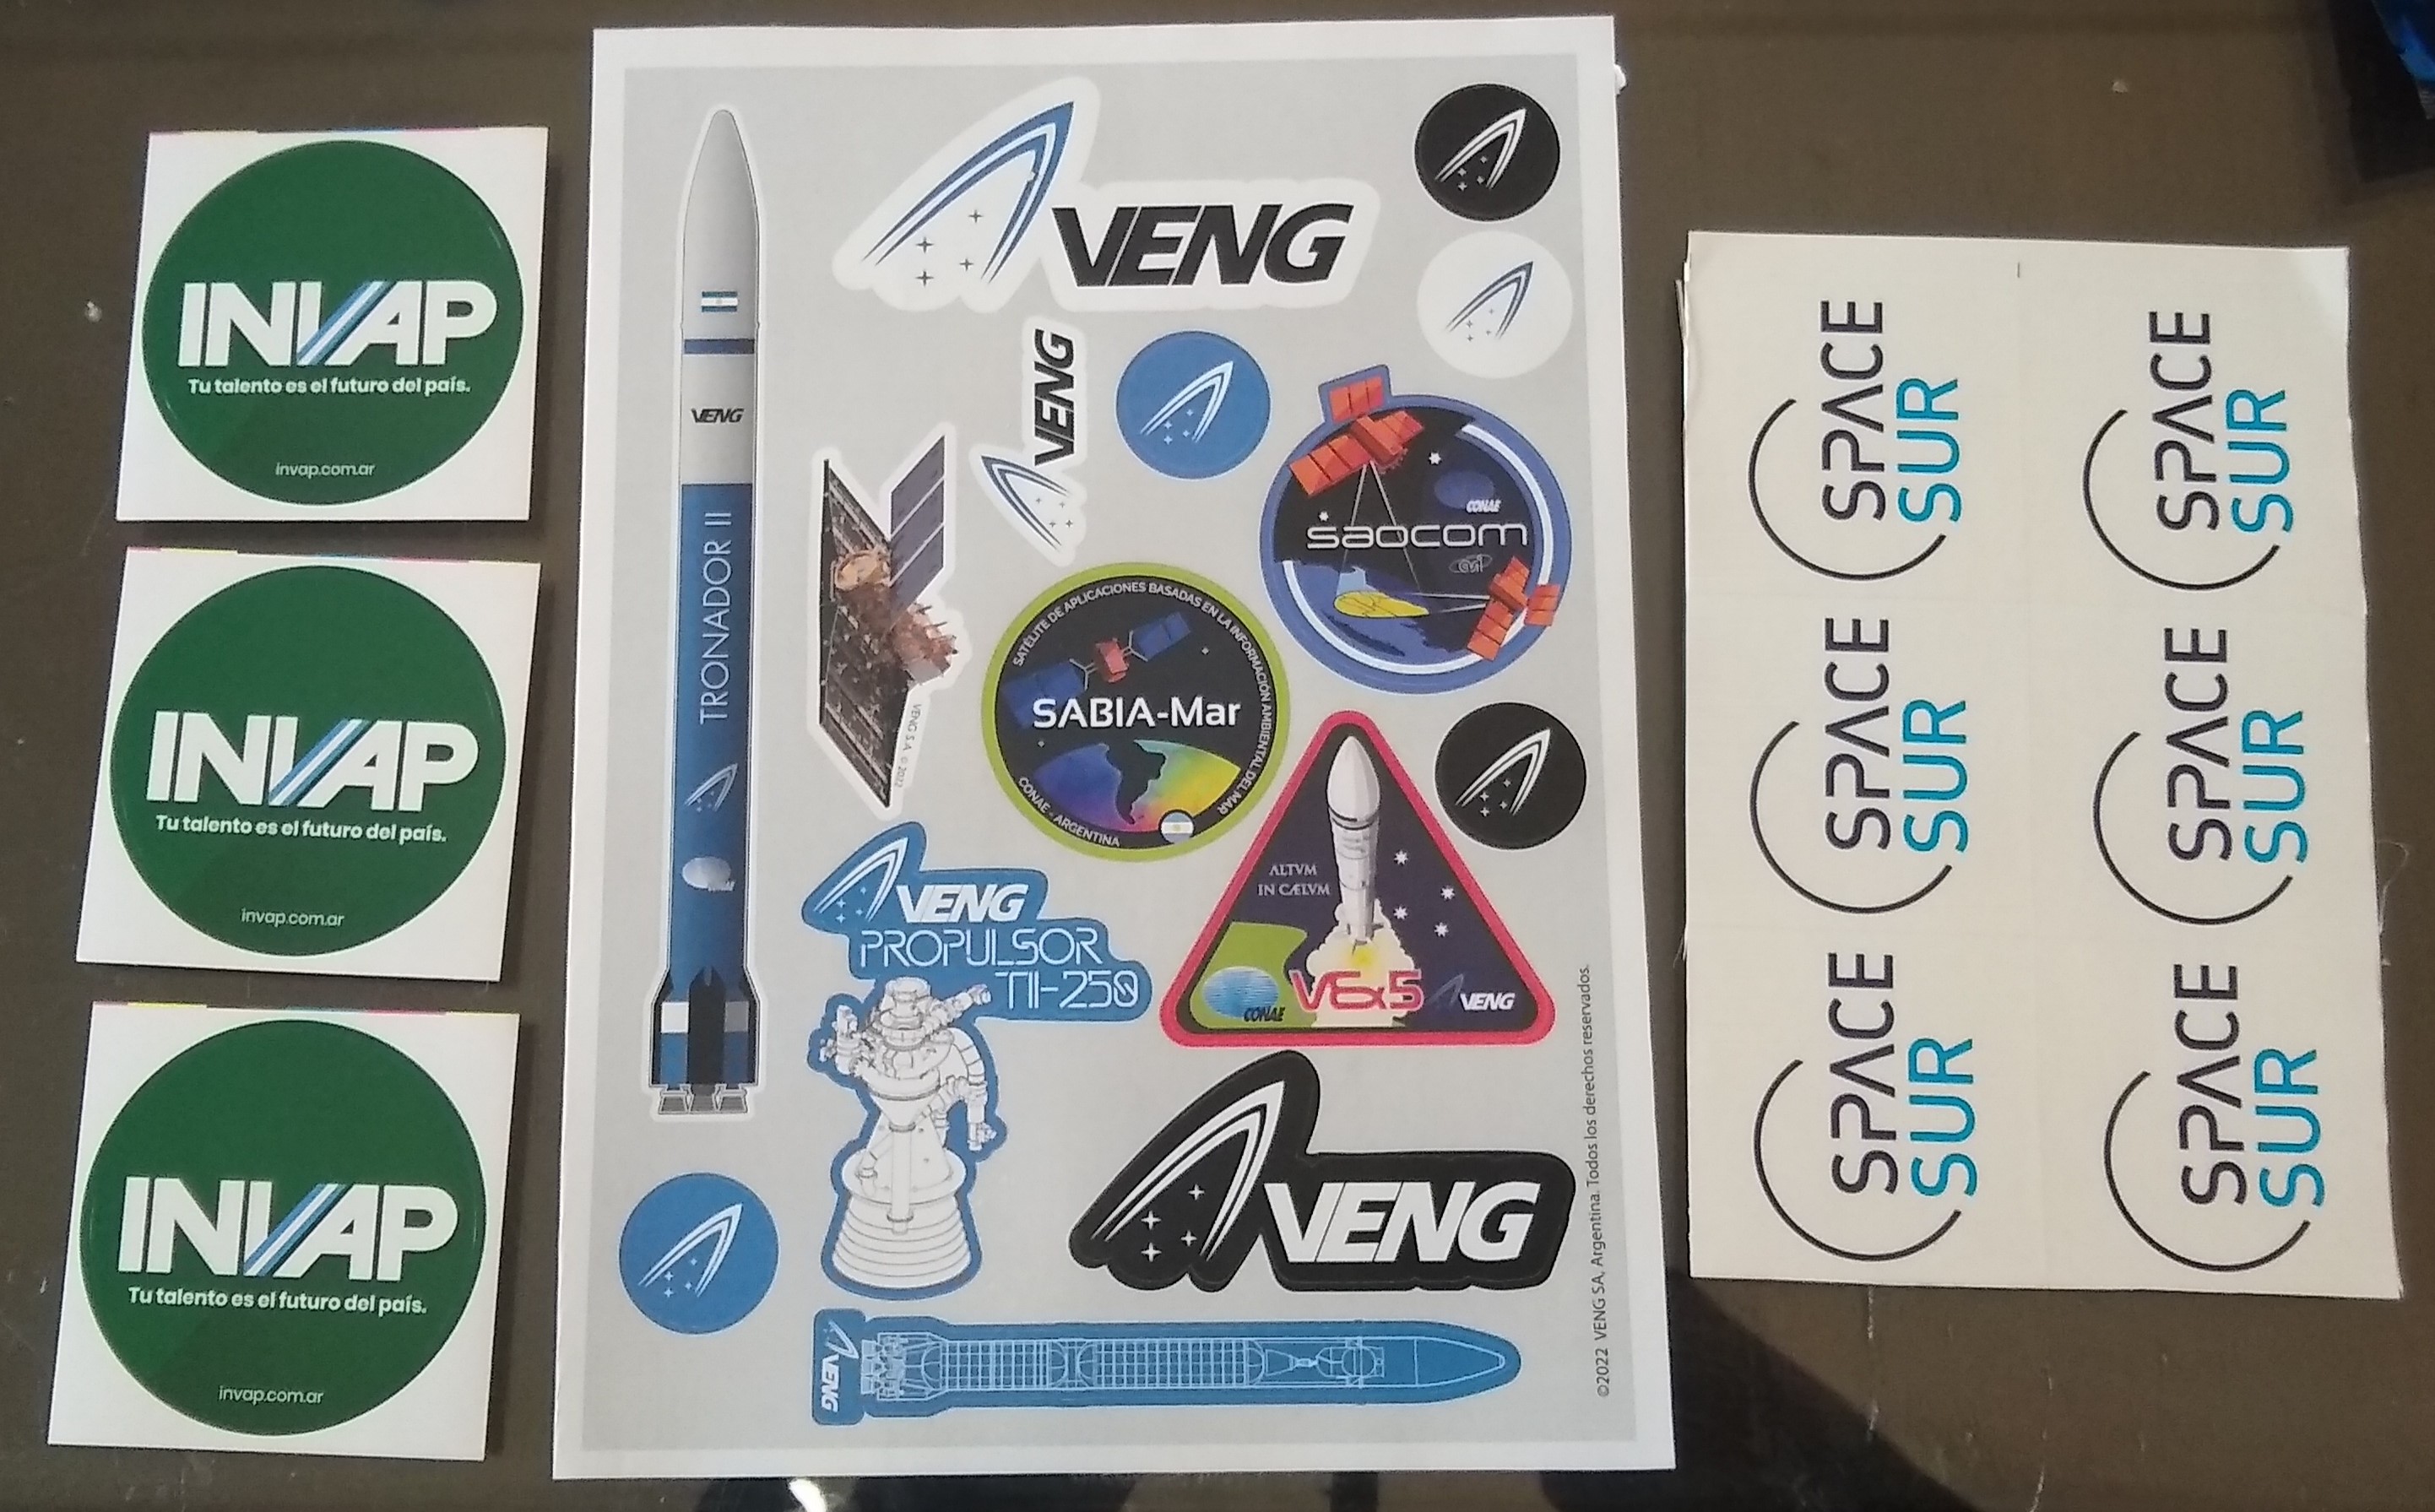 INVAP
Tu talento es el futuro del país.
invap.com.ar
INVAP
Tu talento es el futuro del país.
invap.com.ar
INVAP
Tu talento es el futuro del país.
invap.com.ar
VENG
TRONADOR II
CONAE
VENG
VENG
VENG S.A. © 2022
CONAE
saocom
SATÉLITE DE APLICACIONES BASADAS EN LA INFORMACIÓN AMBIENTAL DEL MAR
SABIA-Mar
CONAE - ARGENTINA
ALTVM
IN CÆLVM
CONAE
VEx5
VENG
VENG
PROPULSOR
TII-250
VENG
VENG
©2022 VENG S.A, Argentina. Todos los derechos reservados.
SPACE
SUR
SPACE
SUR
SPACE
SUR
SPACE
SUR
SPACE
SUR
SPACE
SUR